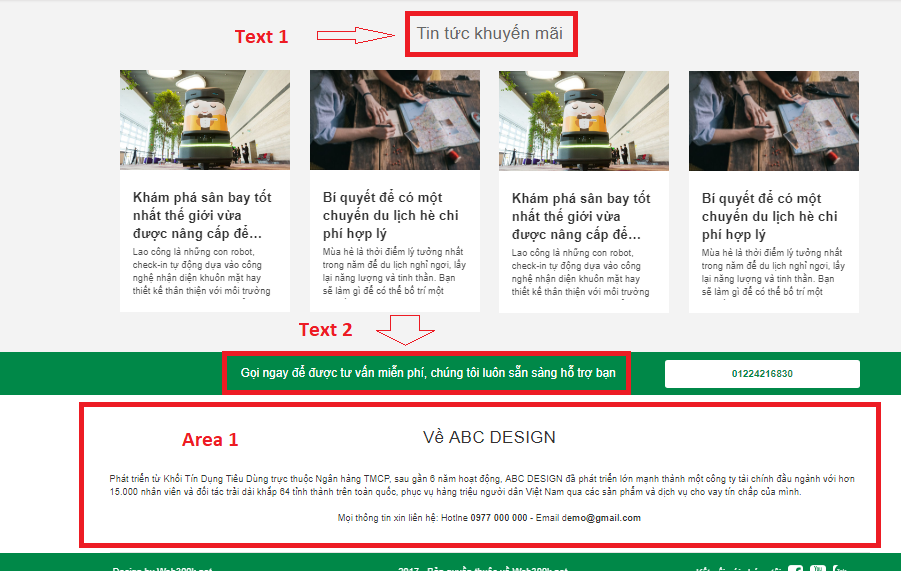 Text 1
Tin tức khuyến mãi
Khám phá sân bay tốt
nhất thế giới vừa
được nâng cấp để...
Lao công là những con robot,
check-in tự động dựa vào công
nghệ nhận diện khuôn mặt hay
thiết kế thân thiện với môi trường
Bí quyết để có một
chuyến du lịch hè chi
phí hợp lý
Mùa hè là thời điểm lý tưởng nhất
trong năm để du lịch nghỉ ngơi, lấy
lại năng lượng và tinh thần. Bạn
sẽ làm gì để có thể bỏ trí một
Khám phá sân bay tốt
nhất thế giới vừa
được nâng cấp để...
Lao công là những con robot,
check-in tự động dựa vào công
nghệ nhận diện khuôn mặt hay
thiết kế thân thiện với môi trường
Bí quyết để có một
chuyến du lịch hè chi
phí hợp lý
Mùa hè là thời điểm lý tưởng nhất
trong năm để du lịch nghỉ ngơi, lấy
lại năng lượng và tinh thần. Bạn
sẽ làm gì để có thể bố trí một
Text 2
Gọi ngay để được tư vấn miễn phí, chúng tôi luôn sẵn sàng hỗ trợ bạn
01224216830
Area 1
Về ABC DESIGN
Phát triển từ Khối Tín Dụng Tiêu Dùng trực thuộc Ngân hàng TMCP, sau gần 6 năm hoạt động, ABC DESIGN đã phát triển lớn mạnh thành một công ty tài chính đầu ngành với hơn
15.000 nhân viên và đối tác trải dài khắp 64 tỉnh thành trên toàn quốc, phục vụ hàng triệu người dân Việt Nam qua các sản phẩm và dịch vụ cho vay tín chấp của mình.
Mọi thông tin xin liên hệ: Hotlne 0977 000 000 - Email demo@gmail.com